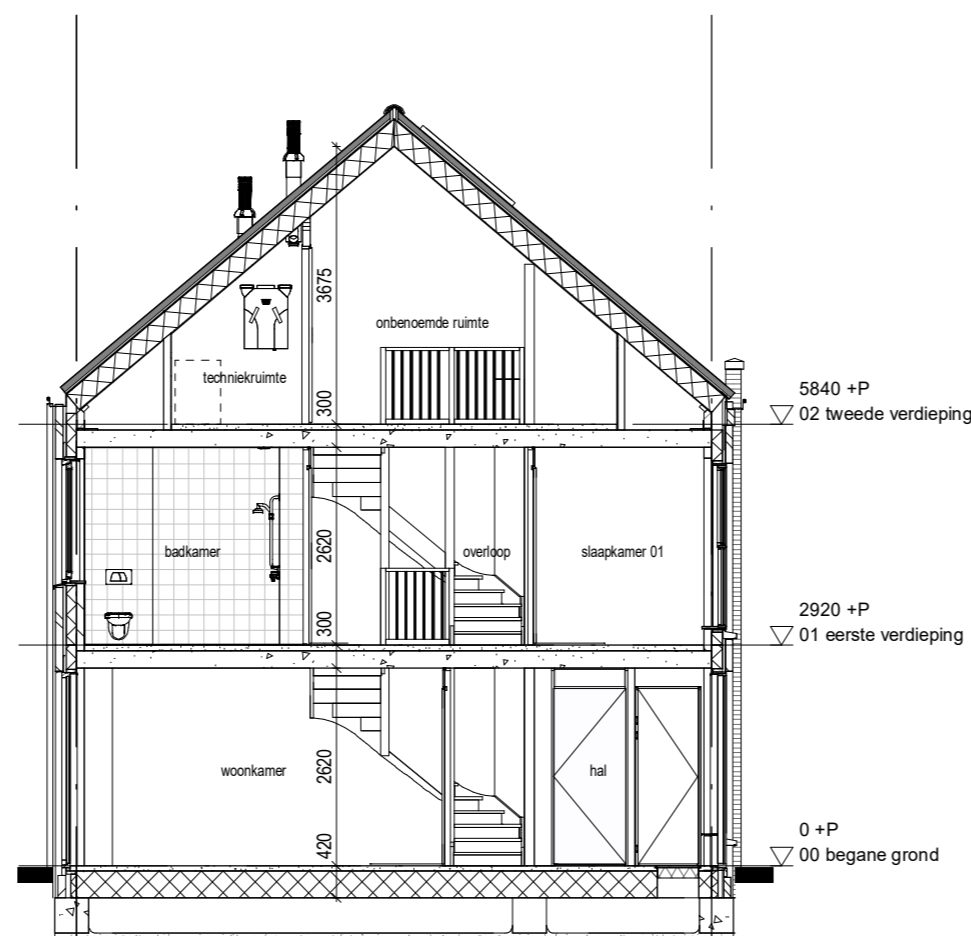 3675
onbenoemde ruimte
techniekruimte
300
5840 +P
02 tweede verdieping
badkamer
2620
overloop
slaapkamer 01
300
2920 +P
01 eerste verdieping
woonkamer
2620
hal
420
0 +P
00 begane grond